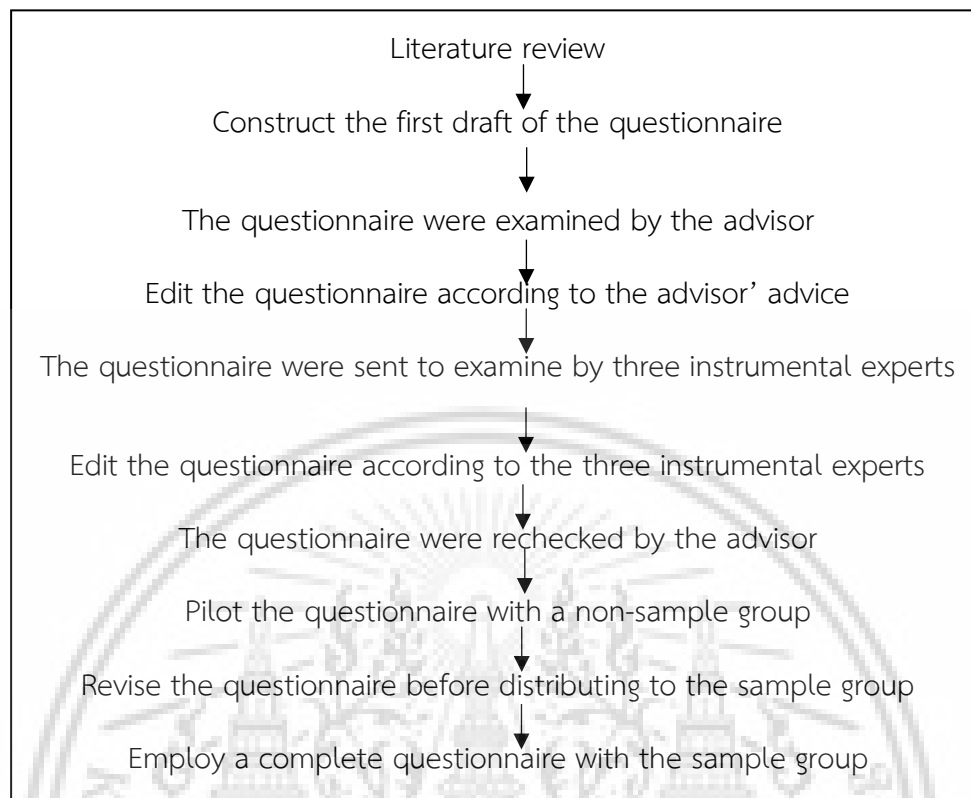 Literature review
Construct the first draft of the questionnaire
The questionnaire were examined by the advisor
Edit the questionnaire according to the advisor’ advice
The questionnaire were sent to examine by three instrumental experts
Edit the questionnaire according to the three instrumental experts
The questionnaire were rechecked by the advisor
Pilot the questionnaire with a non-sample group
Revise the questionnaire before distributing to the sample group
Employ a complete questionnaire with the sample group